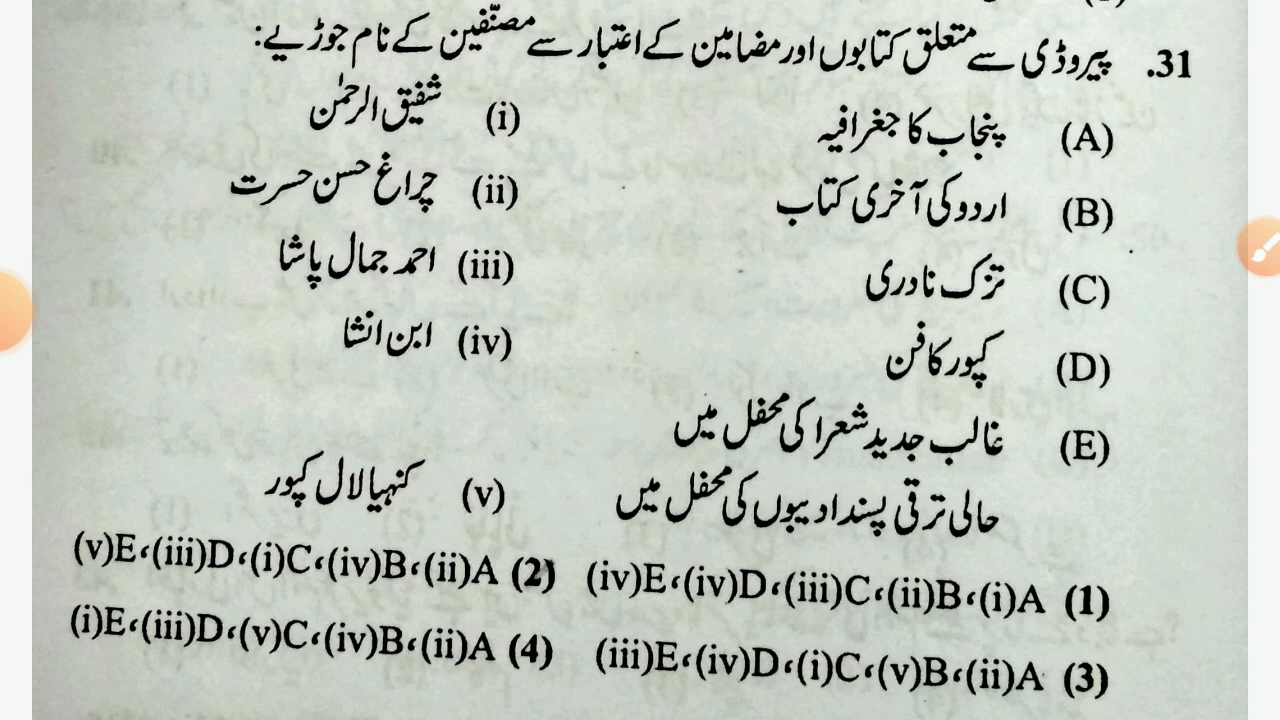 31. پیروڈی سے متعلق کتابوں اور مضامین کے اعتبار سے مصنّفین کے نام جوڑیے:
(A) پنجاب کا جغرافیہ (i) شفیق الرحمٰن
(B) اردو کی آخری کتاب (ii) چراغ حسن حسرت
(C) تزک نادری (iii) احمد جمال پاشا
(D) کپور کا فن (iv) ابن انشا
(E) غالب جدید شعرا کی محفل میں
حالی ترقی پسند ادیبوں کی محفل میں (v) کنہیا لال کپور
(1) A(i)، B(ii)، C(iii)، D(iv)، E(iv) (2) A(ii)، B(iv)، C(i)، D(iii)، E(v)
(3) A(ii)، B(v)، C(i)، D(iv)، E(iii) (4) A(ii)، B(iv)، C(v)، D(iii)، E(i)